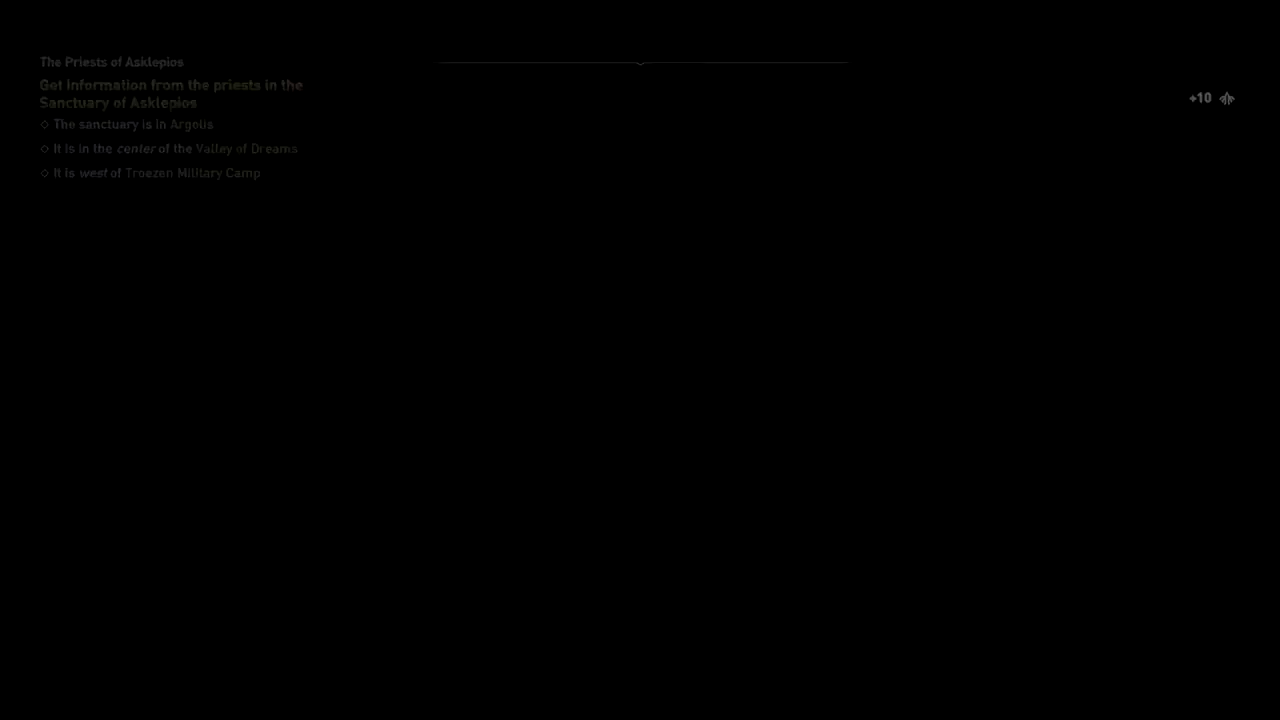 The Priests of Asklepios
Get information from the priests in the
Sanctuary of Asklepios
The sanctuary is in Argolis
It is in the center of the Valley of Dreams
It is west of Troezen Military Camp
+10